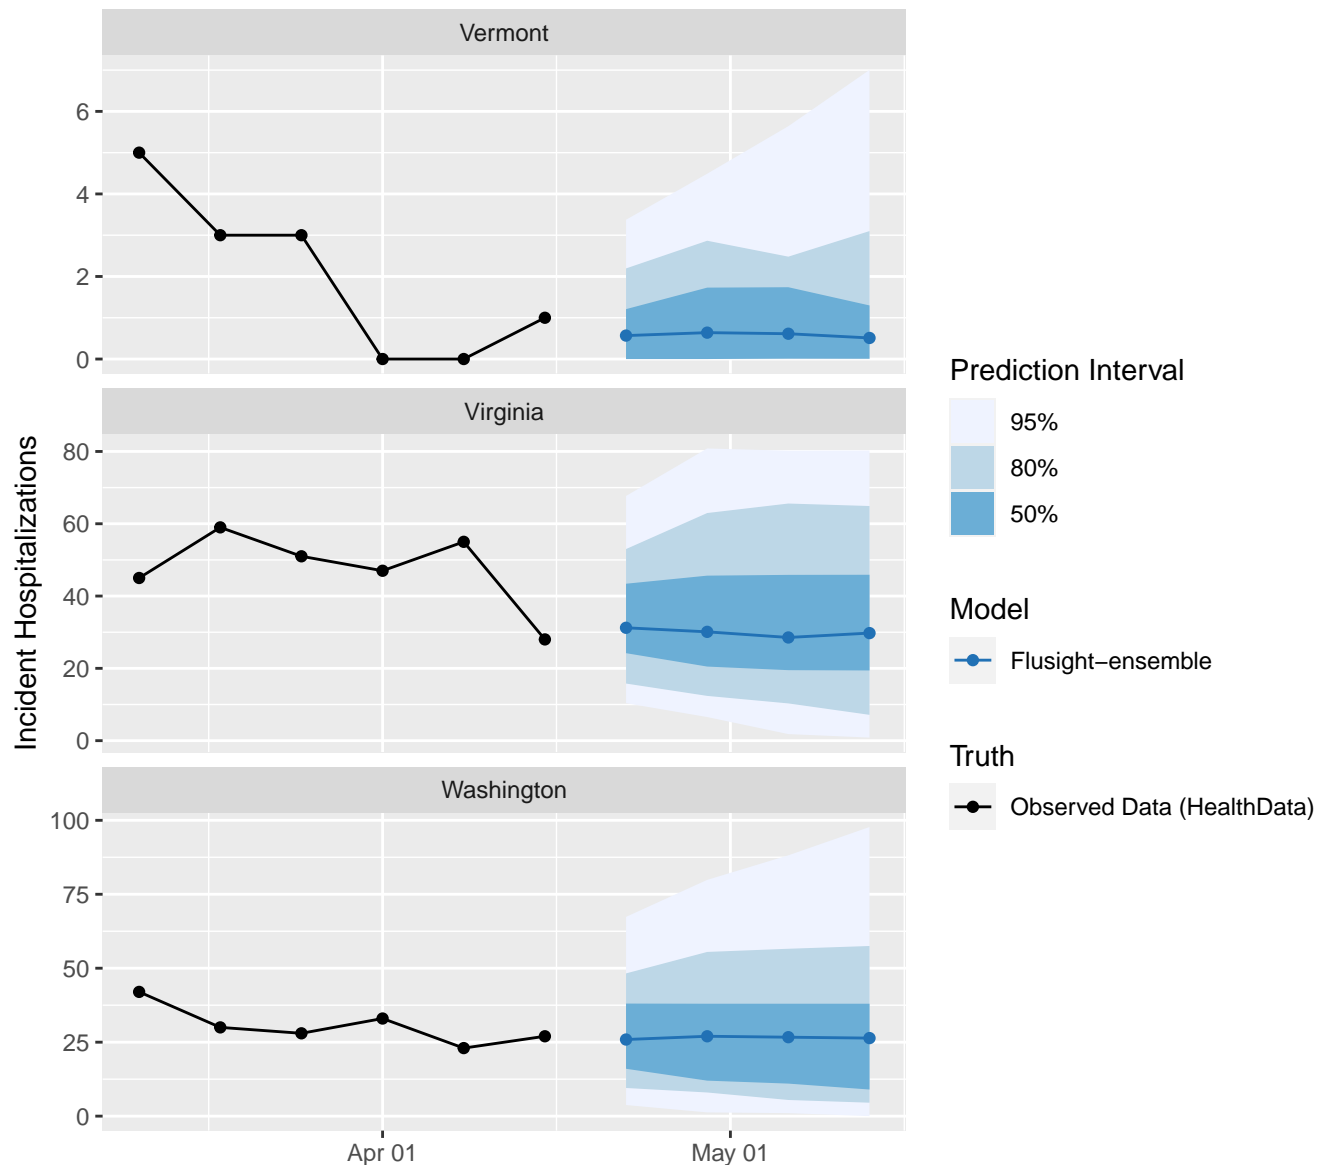 Vermont
6
4
2
0
Virginia
80
60
40
20
0
Washington
100
75
50
25
0
Apr 01
May 01
Incident Hospitalizations
Prediction Interval
95%
80%
50%
Model
Flusight−ensemble
Truth
Observed Data (HealthData)